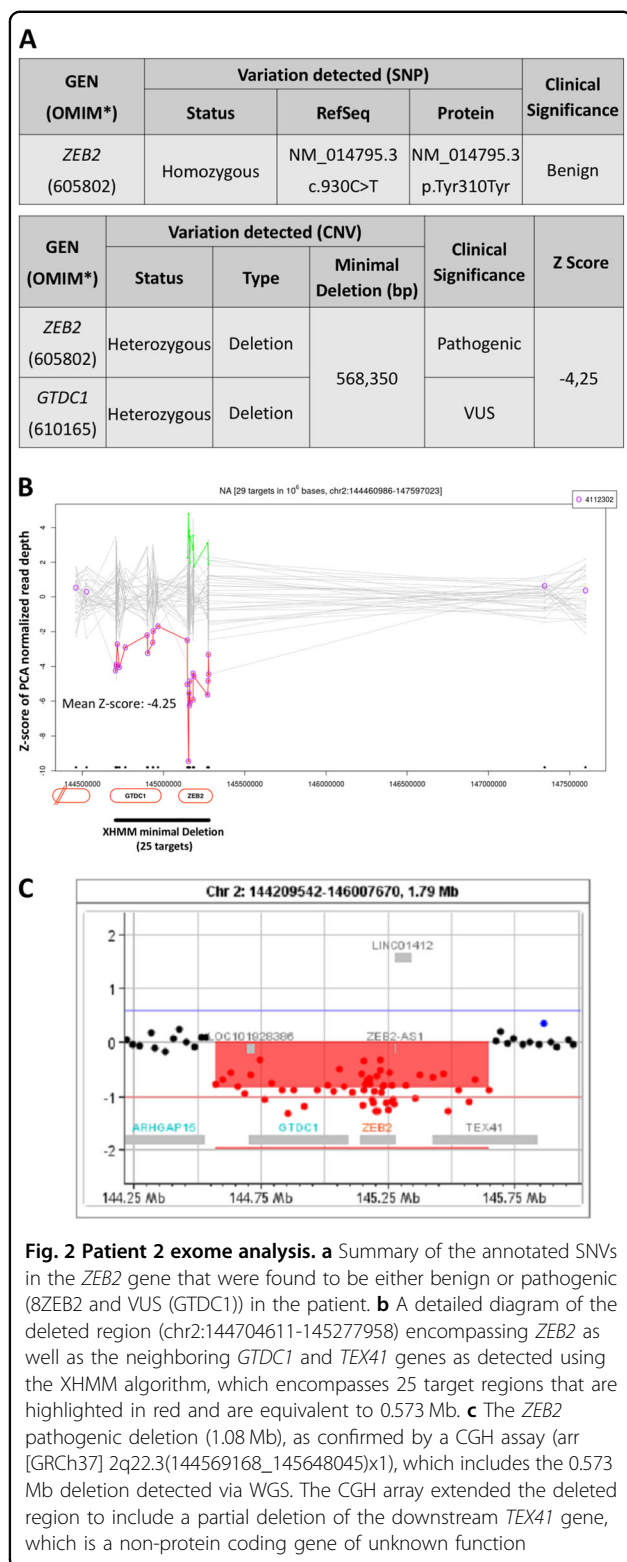 A
GEN
(OMIM*)
Variation detected (SNP)
Clinical
Significance
Status
RefSeq
Protein
ZEB2
(605802)
Homozygous
NM_014795.3
c.930C>T
NM_014795.3
p.Tyr310Tyr
Benign
GEN
(OMIM*)
Variation detected (CNV)
Clinical
Significance
Z Score
Status
Type
Minimal
Deletion (bp)
ZEB2
(605802)
Heterozygous
Deletion
568,350
Pathogenic
-4,25
GTDC1
(610165)
Heterozygous
Deletion
VUS
B
NA [29 targets in 10⁶ bases, chr2:144460986-147597023]
4112302
Z-score of PCA normalized read depth
4
2
0
-2
-4
-6
-8
-10
Mean Z-score: -4.25
144500000 145000000 145500000 146000000 146500000 147000000 147500000
GTDC1
ZEB2
XHMM minimal Deletion
(25 targets)
C
Chr 2: 144209542-146007670, 1.79 Mb
LINC01412
2
1
0
-1
-2
LOC101928386
ZEB2-AS1
ARHGAP15
GTDC1
ZEB2
TEX41
144.25 Mb 144.75 Mb 145.25 Mb 145.75 Mb
Fig. 2 Patient 2 exome analysis. a Summary of the annotated SNVs
in the ZEB2 gene that were found to be either benign or pathogenic
(8ZEB2 and VUS (GTDC1)) in the patient. b A detailed diagram of the
deleted region (chr2:144704611-145277958) encompassing ZEB2 as
well as the neighboring GTDC1 and TEX41 genes as detected using
the XHMM algorithm, which encompasses 25 target regions that are
highlighted in red and are equivalent to 0.573 Mb. c The ZEB2
pathogenic deletion (1.08 Mb), as confirmed by a CGH assay (arr
[GRCh37] 2q22.3(144569168_145648045)x1), which includes the 0.573
Mb deletion detected via WGS. The CGH array extended the deleted
region to include a partial deletion of the downstream TEX41 gene,
which is a non-protein coding gene of unknown function